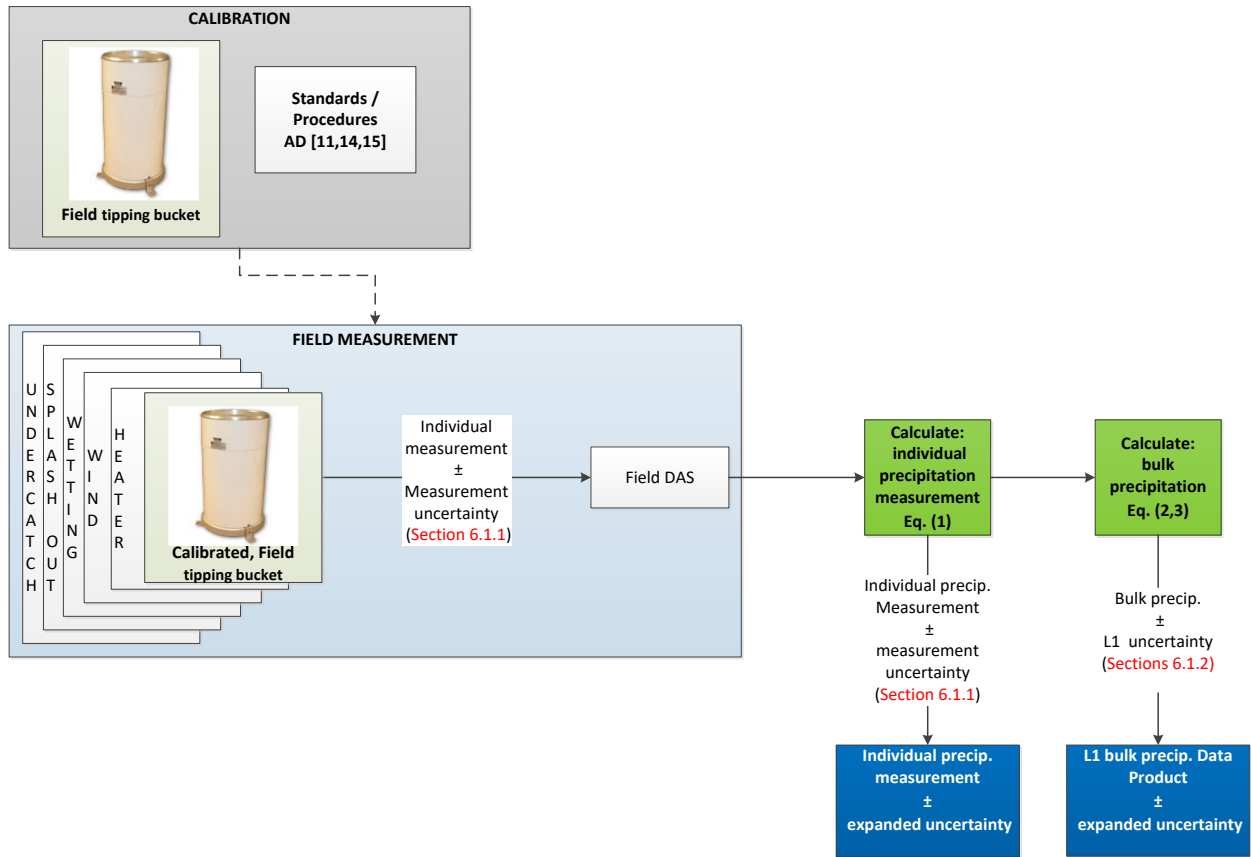 CALIBRATION
Field tipping bucket
Standards /
Procedures
AD [11,14,15]
FIELD MEASUREMENT
UNDERCATCH
SPLASH OUT
WETTING
WIND
HEATER
Calibrated, Field
tipping bucket
Individual
measurement
±
Measurement
uncertainty
(Section 6.1.1)
Field DAS
Calculate:
individual
precipitation
measurement
Eq. (1)
Calculate:
bulk
precipitation
Eq. (2,3)
Individual precip.
Measurement
±
measurement
uncertainty
(Section 6.1.1)
Bulk precip.
±
L1 uncertainty
(Sections 6.1.2)
Individual precip.
measurement
±
expanded uncertainty
L1 bulk precip. Data
Product
±
expanded uncertainty